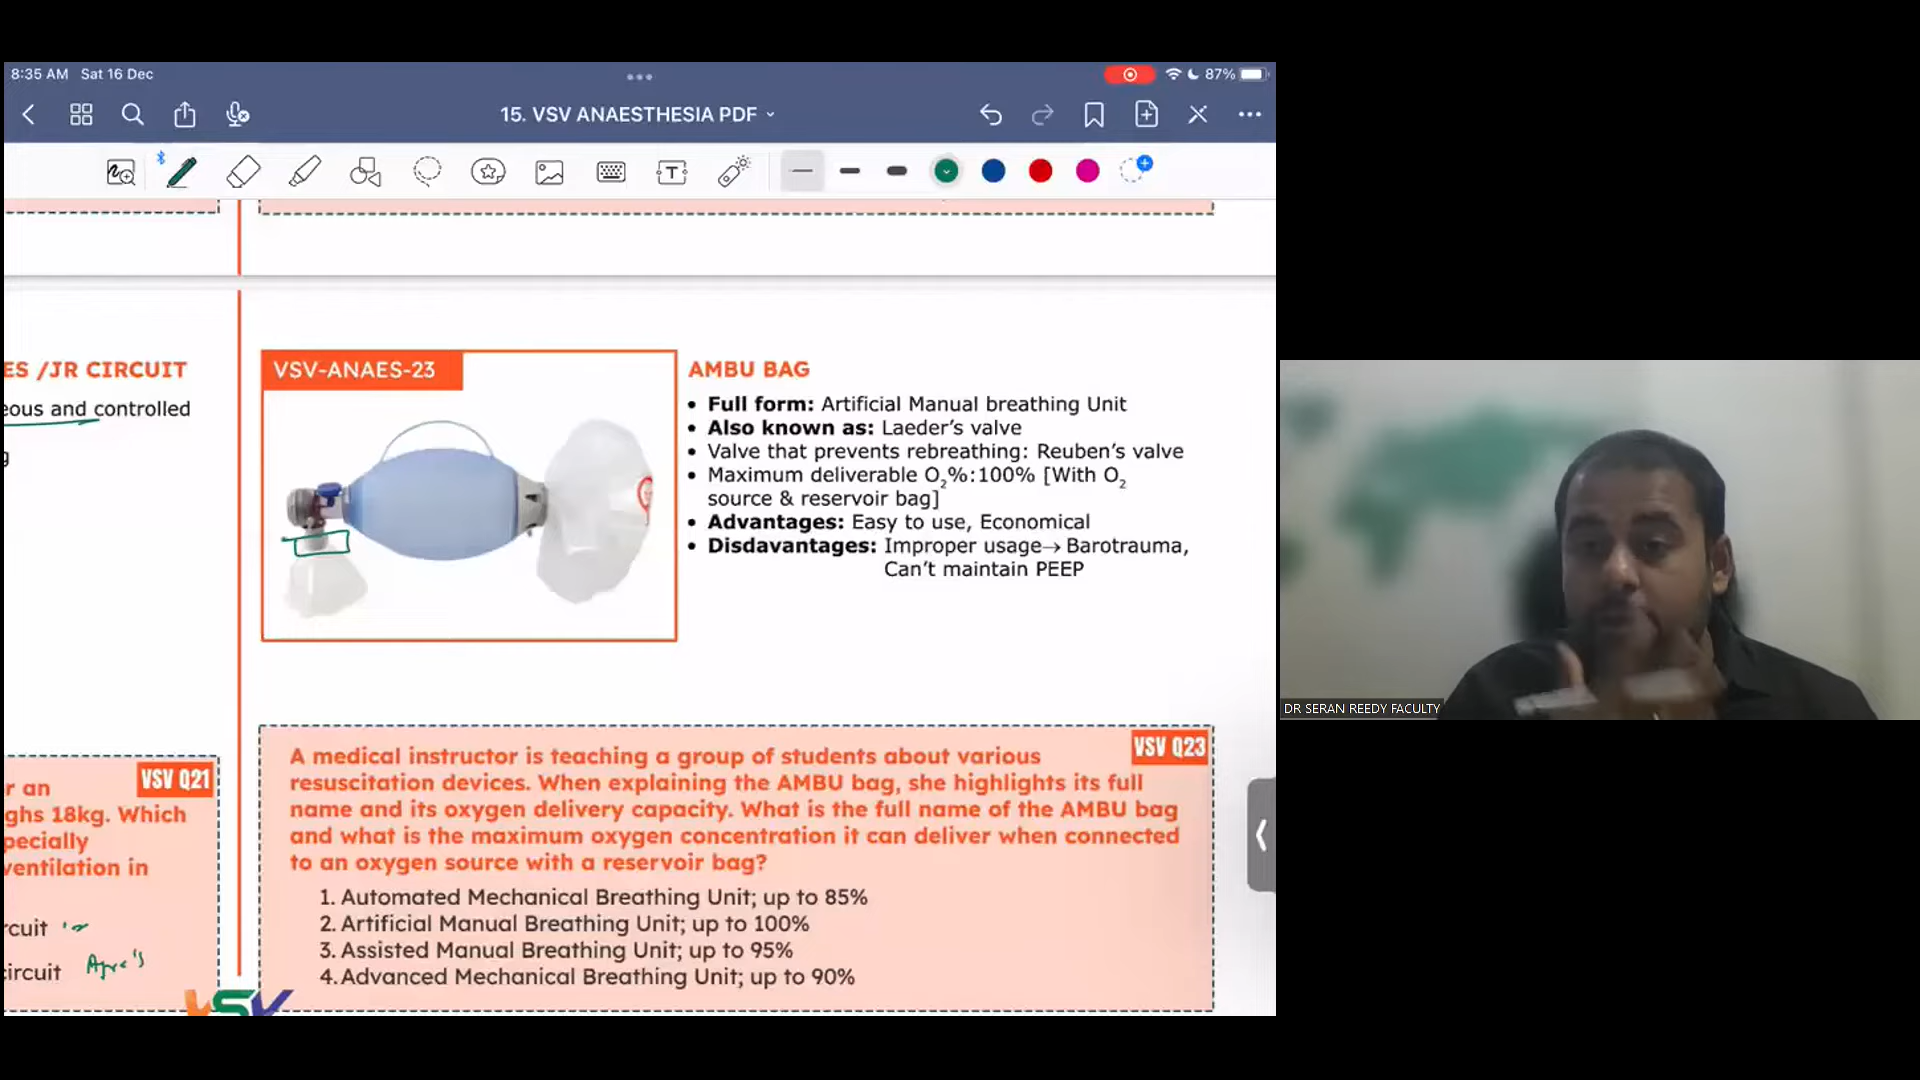 8:35 AM Sat 16 Dec
87%
15. VSV ANAESTHESIA PDF
T
ES /JR CIRCUIT
eous and controlled
g
VSV-ANAES-23
AMBU BAG
• Full form: Artificial Manual breathing Unit
• Also known as: Laeder's valve
• Valve that prevents rebreathing: Reuben's valve
• Maximum deliverable O2%:100% [With O2
source & reservoir bag]
• Advantages: Easy to use, Economical
• Disdavantages: Improper usage→ Barotrauma,
Can't maintain PEEP
DR SERAN REEDY FACULTY
VSV Q21
r an
ghs 18kg. Which
pecially
ventilation in
rcuit
circuit
VSV
VSV Q23
A medical instructor is teaching a group of students about various
resuscitation devices. When explaining the AMBU bag, she highlights its full
name and its oxygen delivery capacity. What is the full name of the AMBU bag
and what is the maximum oxygen concentration it can deliver when connected
to an oxygen source with a reservoir bag?
1. Automated Mechanical Breathing Unit; up to 85%
2. Artificial Manual Breathing Unit; up to 100%
3. Assisted Manual Breathing Unit; up to 95%
4. Advanced Mechanical Breathing Unit; up to 90%